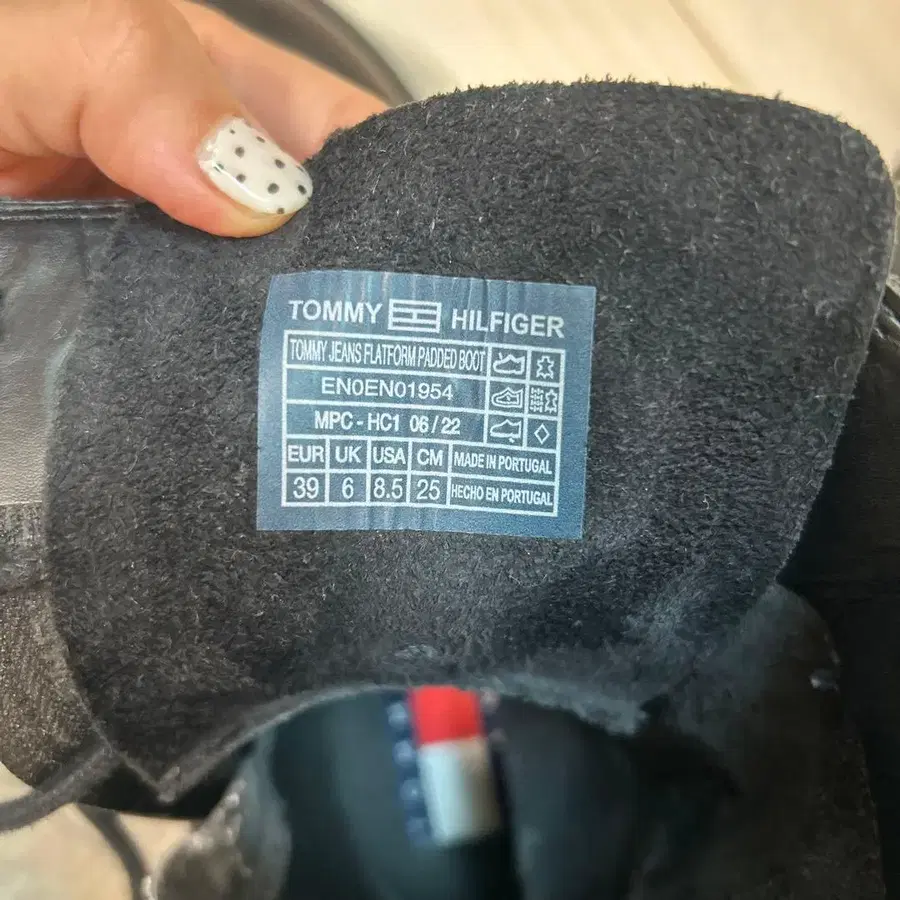 TOMMY HILFIGER
TOMMY JEANS FLATFORM PADDED BOOT
EN0EN01954
MPC - HC1 06 / 22
EUR UK USA CM MADE IN PORTUGAL
39 6 8.5 25 HECHO EN PORTUGAL